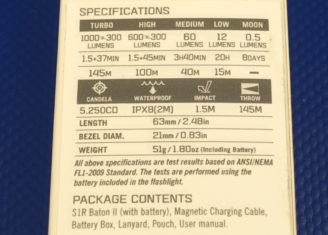 SPECIFICATIONS
TURBO HIGH MEDIUM LOW MOON
1000~300 LUMENS 600~300 LUMENS 60 LUMENS 12 LUMENS 0.5 LUMENS
1.5+37MIN 1.5+45MIN 3H40MIN 20H 8DAYS
145M 100M 40M 15M —
CANDELA WATERPROOF IMPACT THROW
5,250CD IPX8(2M) 1.5M 145M
LENGTH 63mm / 2.48in
BEZEL DIAM. 21mm / 0.83in
WEIGHT 51g / 1.80oz (Including Battery)
All above specifications are test results based on ANSI/NEMA
FL1-2009 Standard. The tests are performed using the
battery included in the flashlight.
PACKAGE CONTENTS
S1R Baton II (with battery), Magnetic Charging Cable,
Battery Box, Lanyard, Pouch, User manual.